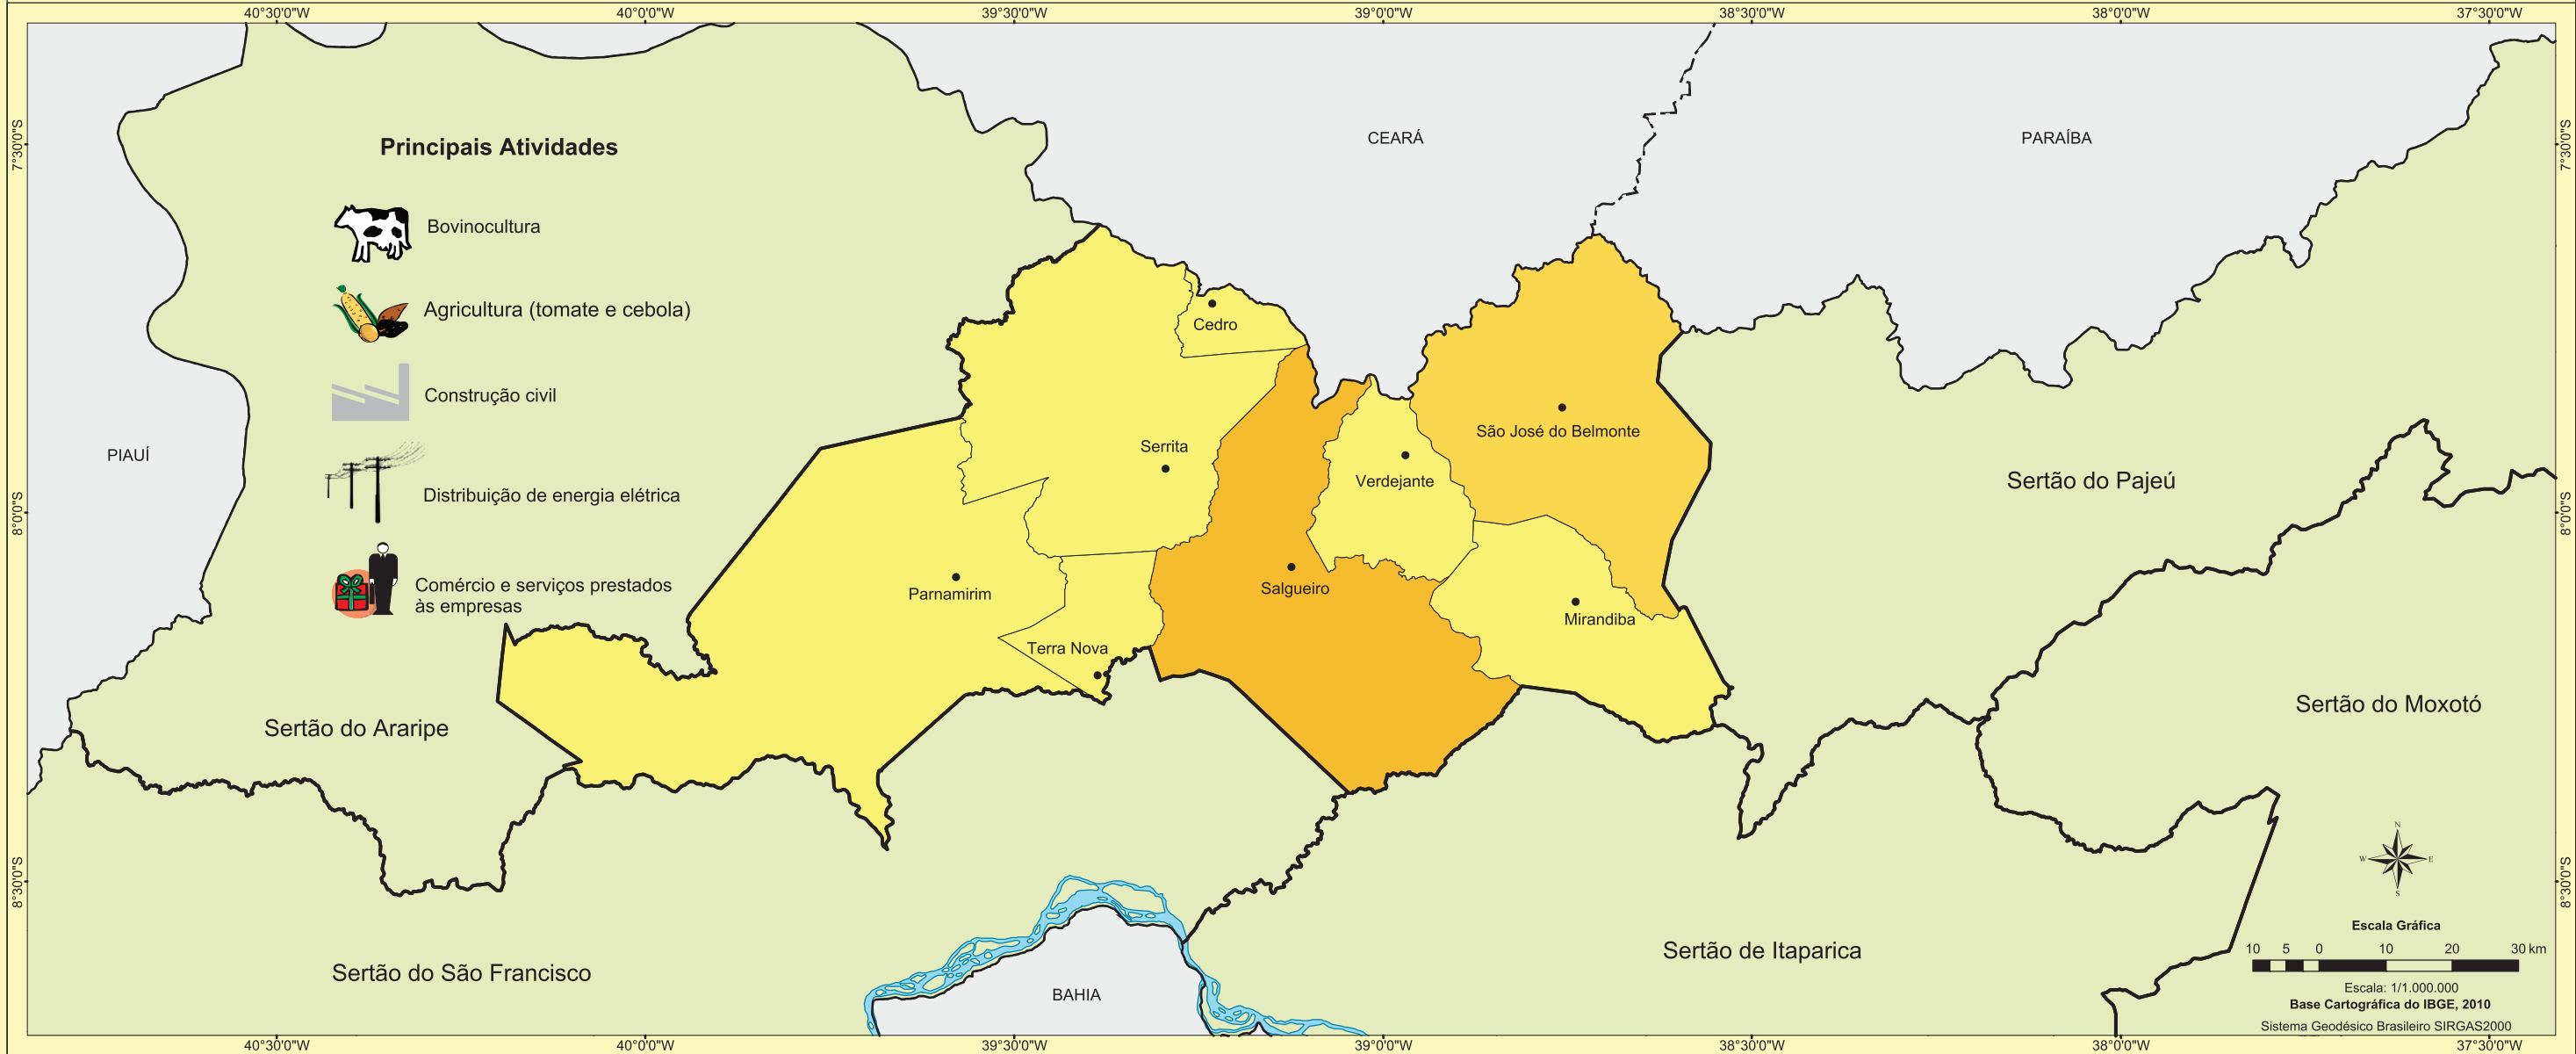 40°30'0"W 40°0'0"W 39°30'0"W 39°0'0"W 38°30'0"W 38°0'0"W 37°30'0"W
7°30'0"S
7°30'0"S
CEARÁ
PARAÍBA
Principais Atividades
Bovinocultura
Agricultura (tomate e cebola)
Cedro
Construção civil
São José do Belmonte
Serrita
PIAUÍ
Verdejante
Sertão do Pajeú
Distribuição de energia elétrica
8°0'0"S
8°0'0"S
Comércio e serviços prestados
às empresas
Parnamirim
Salgueiro
Mirandiba
Terra Nova
Sertão do Araripe
Sertão do Moxotó
N
W E
S
8°30'0"S
8°30'0"S
Escala Gráfica
10 5 0 10 20 30 km
Sertão de Itaparica
Sertão do São Francisco
BAHIA
Escala: 1/1.000.000
Base Cartográfica do IBGE, 2010
Sistema Geodésico Brasileiro SIRGAS2000
40°30'0"W 40°0'0"W 39°30'0"W 39°0'0"W 38°30'0"W 38°0'0"W 37°30'0"W